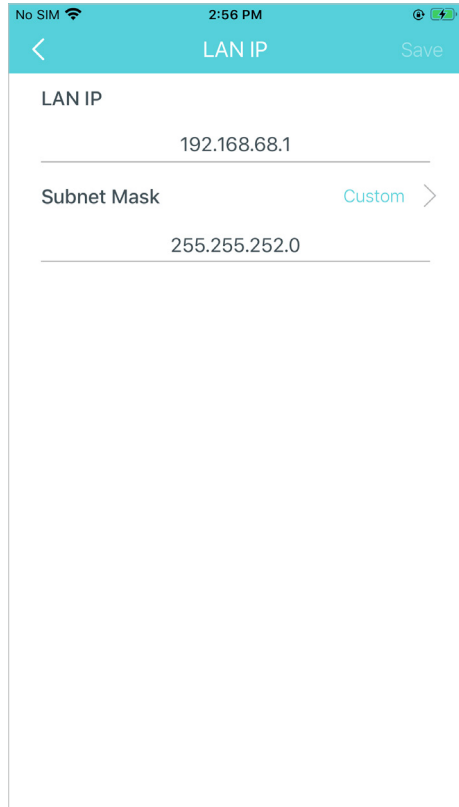 No SIM 2:56 PM
LAN IP Save
LAN IP
192.168.68.1
Subnet Mask Custom
255.255.252.0